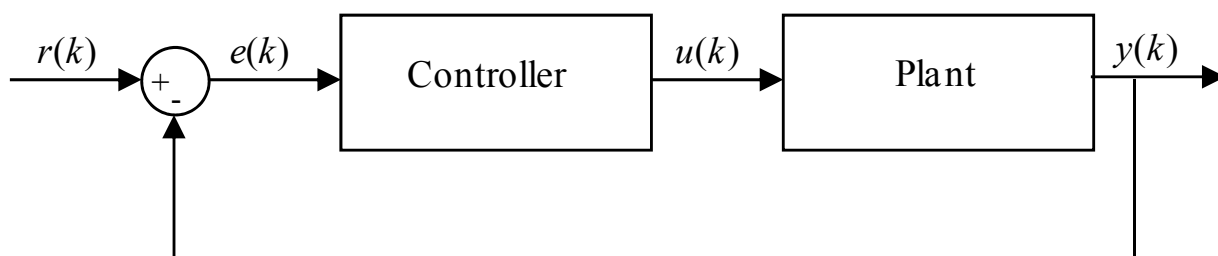 r(k)
e(k)
Controller
u(k)
Plant
y(k)
+
-